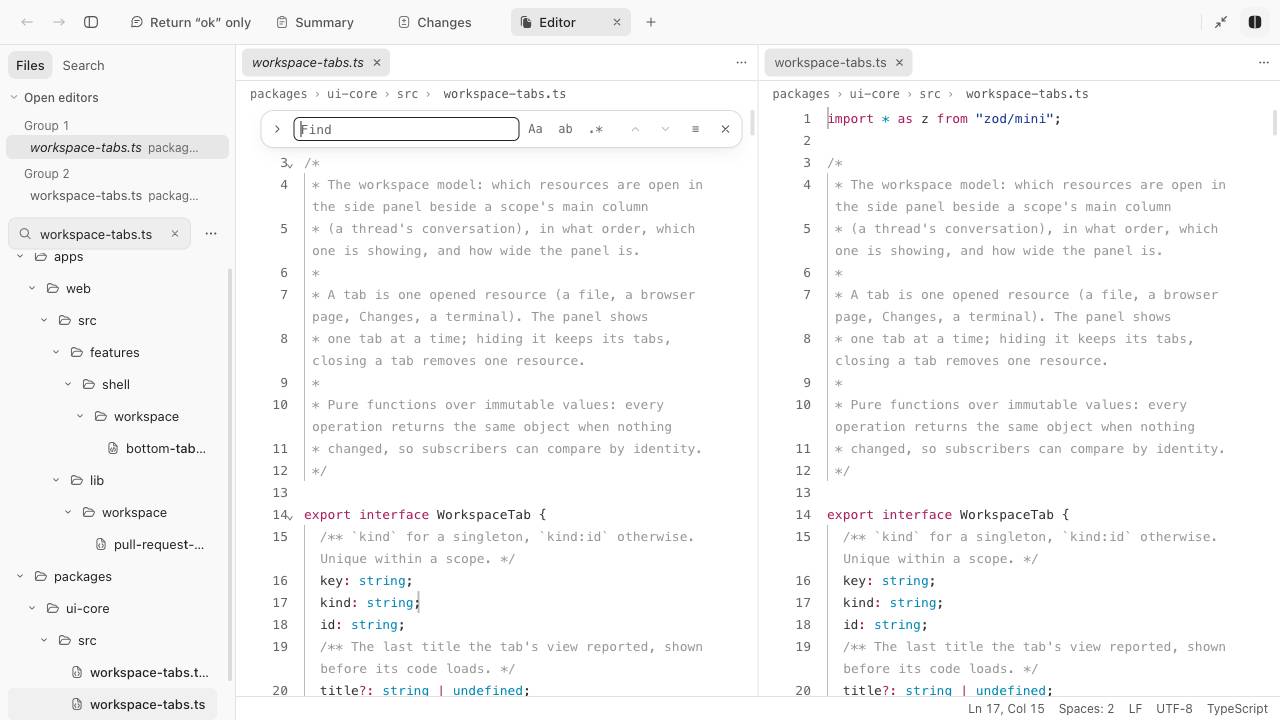 Return “ok” only
Summary
Changes
Editor
Files
Search
Open editors
Group 1
workspace-tabs.ts packag...
Group 2
workspace-tabs.ts packag...
workspace-tabs.ts
apps
web
src
features
shell
workspace
bottom-tab...
lib
workspace
pull-request-...
packages
ui-core
src
workspace-tabs.t...
workspace-tabs.ts
workspace-tabs.ts
packages › ui-core › src › workspace-tabs.ts
Find
Aa ab .*
3 /*
4 * The workspace model: which resources are open in
the side panel beside a scope's main column
5 * (a thread's conversation), in what order, which
one is showing, and how wide the panel is.
6 *
7 * A tab is one opened resource (a file, a browser
page, Changes, a terminal). The panel shows
8 * one tab at a time; hiding it keeps its tabs,
closing a tab removes one resource.
9 *
10 * Pure functions over immutable values: every
operation returns the same object when nothing
11 * changed, so subscribers can compare by identity.
12 */
13
14 export interface WorkspaceTab {
15 /** `kind` for a singleton, `kind:id` otherwise.
Unique within a scope. */
16 key: string;
17 kind: string;
18 id: string;
19 /** The last title the tab's view reported, shown
before its code loads. */
20 title?: string | undefined;
workspace-tabs.ts
packages › ui-core › src › workspace-tabs.ts
1 import * as z from "zod/mini";
2
3 /*
4 * The workspace model: which resources are open in
the side panel beside a scope's main column
5 * (a thread's conversation), in what order, which
one is showing, and how wide the panel is.
6 *
7 * A tab is one opened resource (a file, a browser
page, Changes, a terminal). The panel shows
8 * one tab at a time; hiding it keeps its tabs,
closing a tab removes one resource.
9 *
10 * Pure functions over immutable values: every
operation returns the same object when nothing
11 * changed, so subscribers can compare by identity.
12 */
13
14 export interface WorkspaceTab {
15 /** `kind` for a singleton, `kind:id` otherwise.
Unique within a scope. */
16 key: string;
17 kind: string;
18 id: string;
19 /** The last title the tab's view reported, shown
before its code loads. */
20 title?: string | undefined;
Ln 17, Col 15 Spaces: 2 LF UTF-8 TypeScript